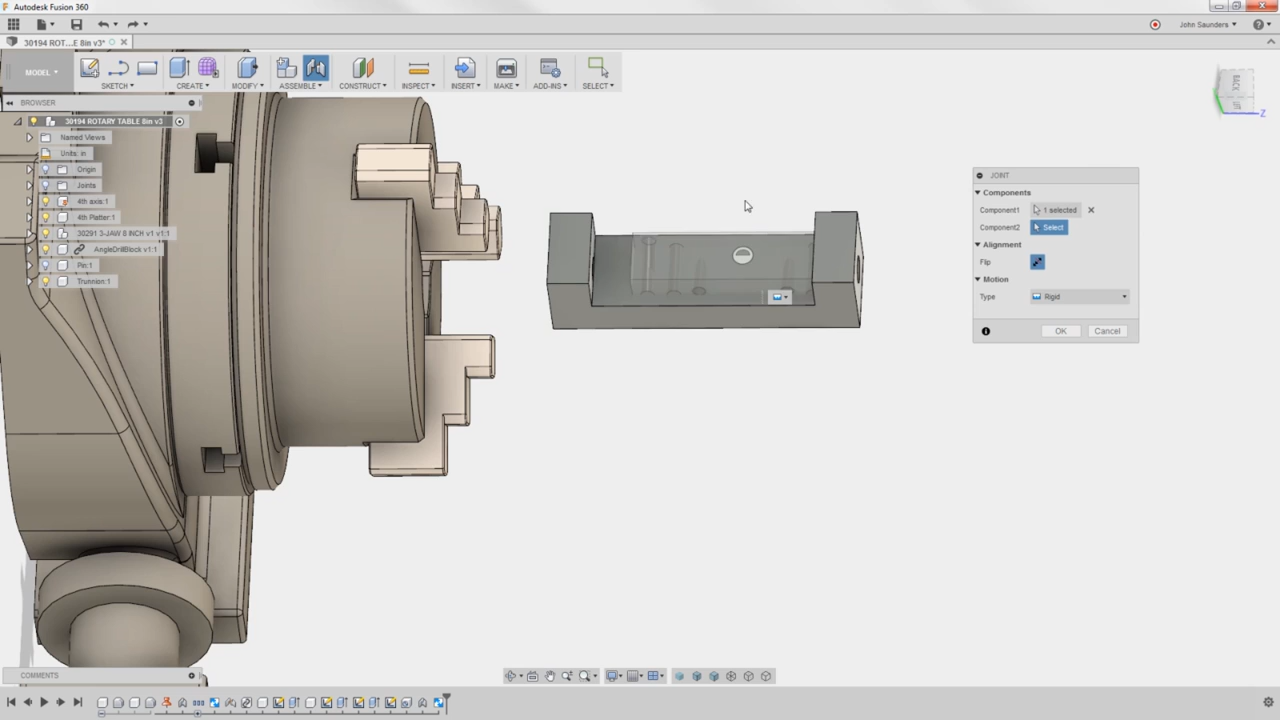 Autodesk Fusion 360
John Saunders
30194 ROT...E 8in v3*
MODEL
SKETCH
CREATE
MODIFY
ASSEMBLE
CONSTRUCT
INSPECT
INSERT
MAKE
ADD-INS
SELECT
BROWSER
30194 ROTARY TABLE 8in v3
Named Views
Units: in
Origin
Joints
4th axis:1
4th Platter:1
30291 3-JAW 8 INCH v1 v1:1
AngleDrillBlock v1:1
Pin:1
Trunnion:1
BACK
Z
JOINT
Components
Component1 1 selected
Component2 Select
Alignment
Flip
Motion
Type Rigid
OK Cancel
COMMENTS